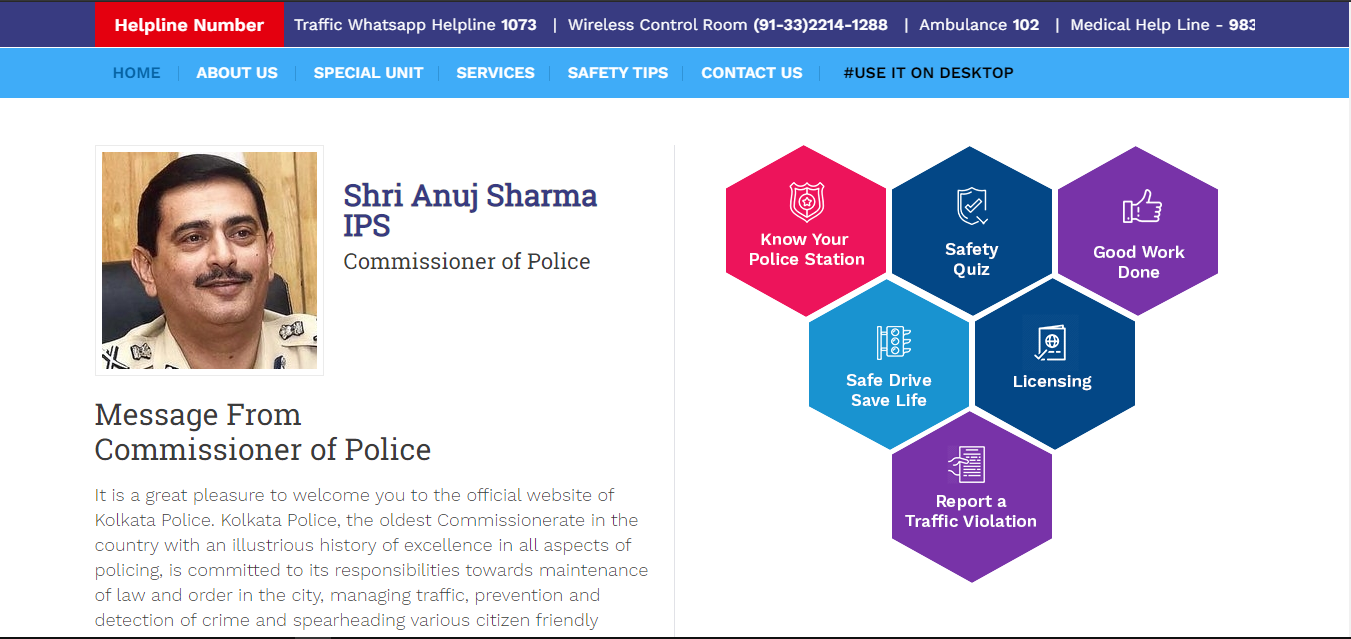 Helpline Number Traffic Whatsapp Helpline 1073 | Wireless Control Room (91-33)2214-1288 | Ambulance 102 | Medical Help Line - 983
HOME ABOUT US SPECIAL UNIT SERVICES SAFETY TIPS CONTACT US #USE IT ON DESKTOP
Shri Anuj Sharma
IPS
Commissioner of Police
Message From
Commissioner of Police
It is a great pleasure to welcome you to the official website of
Kolkata Police. Kolkata Police, the oldest Commissionerate in the
country with an illustrious history of excellence in all aspects of
policing, is committed to its responsibilities towards maintenance
of law and order in the city, managing traffic, prevention and
detection of crime and spearheading various citizen friendly
Know Your
Police Station
Safety
Quiz
Good Work
Done
Safe Drive
Save Life
Licensing
Report a
Traffic Violation